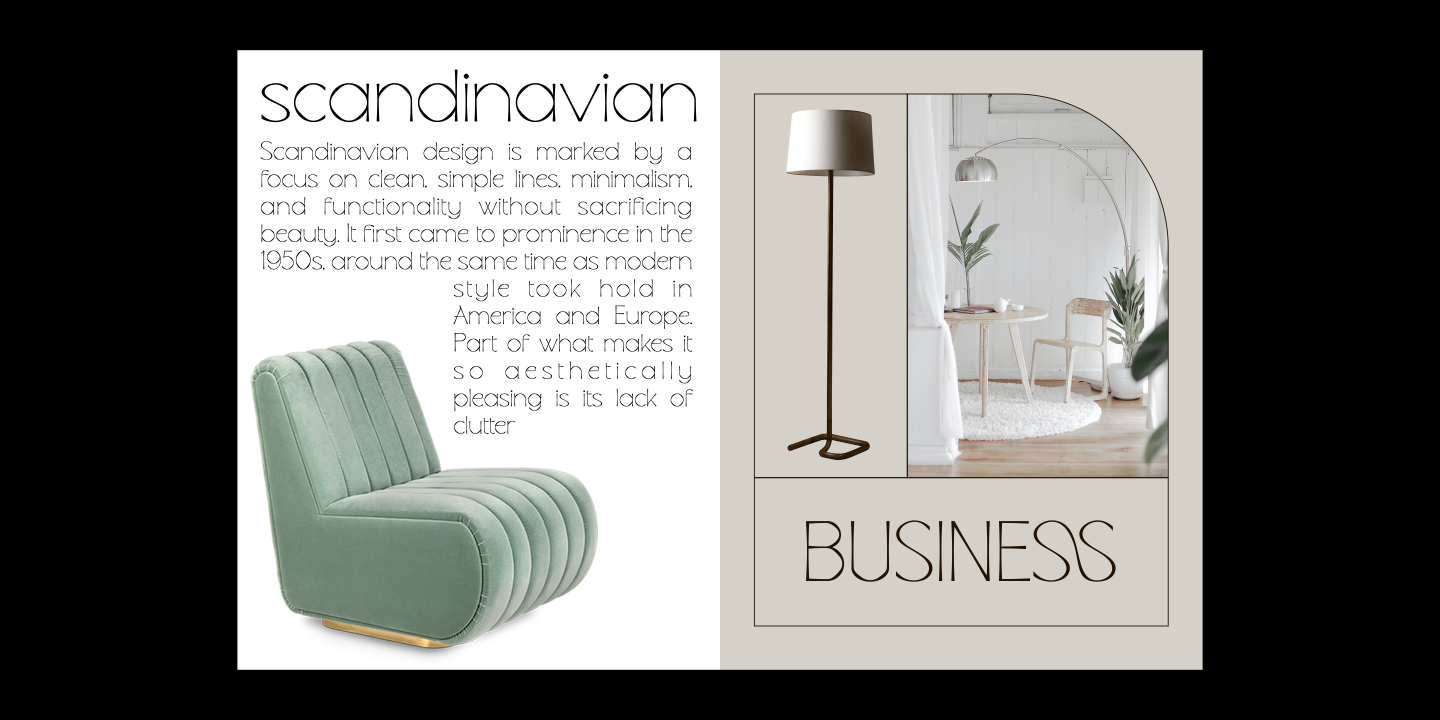 scandinavian
Scandinavian design is marked by a
focus on clean, simple lines, minimalism,
and functionality without sacrificing
beauty. It first came to prominence in the
1950s, around the same time as modern
style took hold in
America and Europe.
Part of what makes it
so aesthetically
pleasing is its lack of
clutter
BUSINESS